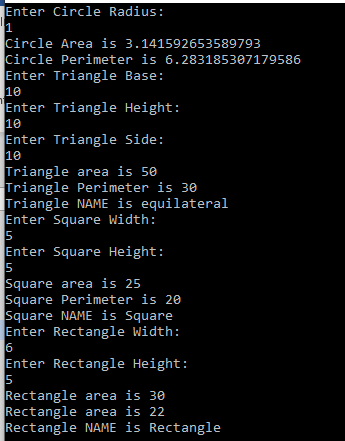 Enter Circle Radius:
1
Circle Area is 3.141592653589793
Circle Perimeter is 6.283185307179586
Enter Triangle Base:
10
Enter Triangle Height:
10
Enter Triangle Side:
10
Triangle area is 50
Triangle Perimeter is 30
Triangle NAME is equilateral
Enter Square Width:
5
Enter Square Height:
5
Square area is 25
Square Perimeter is 20
Square NAME is Square
Enter Rectangle Width:
6
Enter Rectangle Height:
5
Rectangle area is 30
Rectangle area is 22
Rectangle NAME is Rectangle